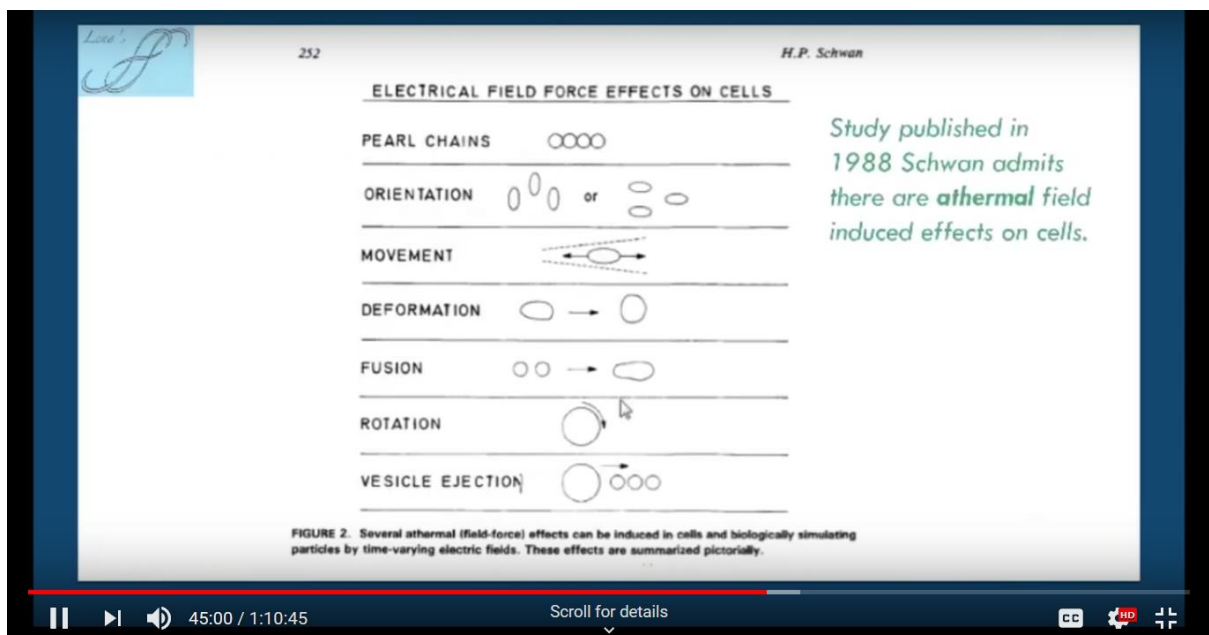 Lora's
252
H.P. Schwan
ELECTRICAL FIELD FORCE EFFECTS ON CELLS
PEARL CHAINS
ORIENTATION or
MOVEMENT
DEFORMATION
FUSION
ROTATION
VESICLE EJECTION
FIGURE 2. Several athermal (field-force) effects can be induced in cells and biologically simulating
particles by time-varying electric fields. These effects are summarized pictorially.
Study published in
1988 Schwan admits
there are athermal field
induced effects on cells.
45:00 / 1:10:45
Scroll for details
CC
HD